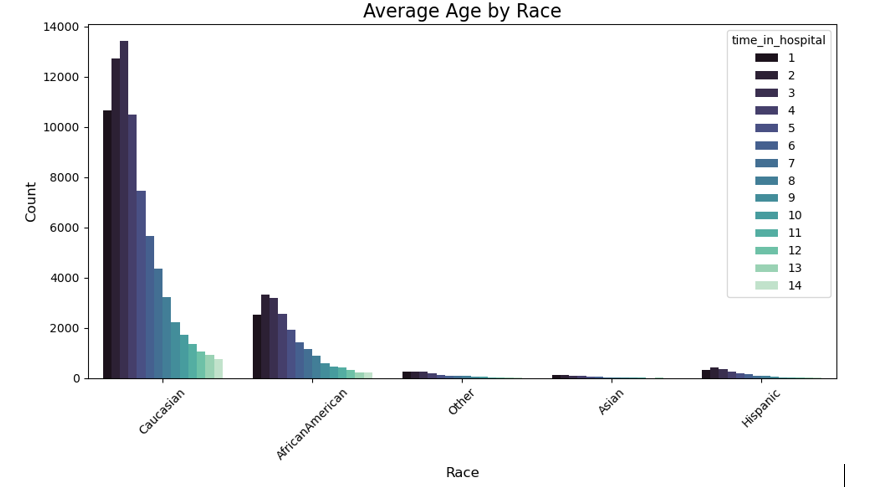 Average Age by Race
time_in_hospital
1
2
3
4
5
6
7
8
9
10
11
12
13
14
Count
14000
12000
10000
8000
6000
4000
2000
0
Caucasian
AfricanAmerican
Other
Asian
Hispanic
Race